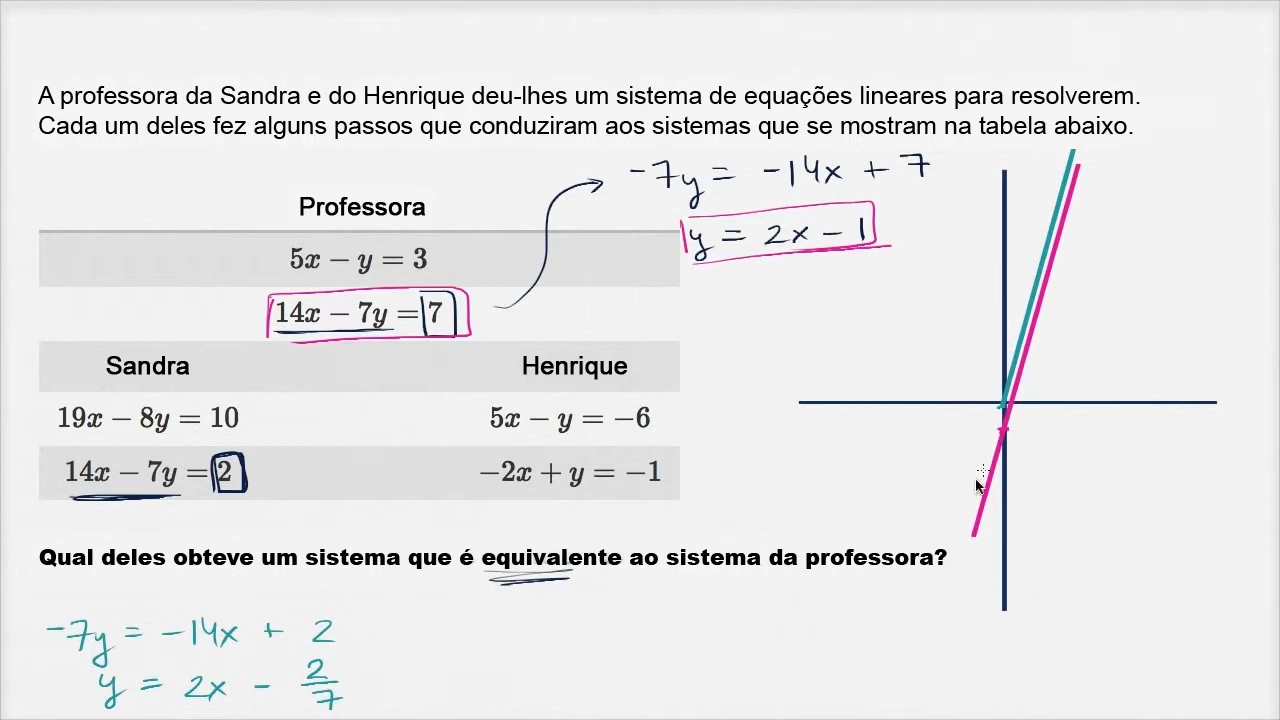 A professora da Sandra e do Henrique deu-lhes um sistema de equações lineares para resolverem.
Cada um deles fez alguns passos que conduziram aos sistemas que se mostram na tabela abaixo.
-7y = -14x + 7
y = 2x - 1
Professora
5x − y = 3
14x − 7y = 7
Sandra Henrique
19x − 8y = 10 5x − y = −6
14x − 7y = 2 −2x + y = −1
Qual deles obteve um sistema que é equivalente ao sistema da professora?
-7y = -14x + 2
y = 2x - 2/7